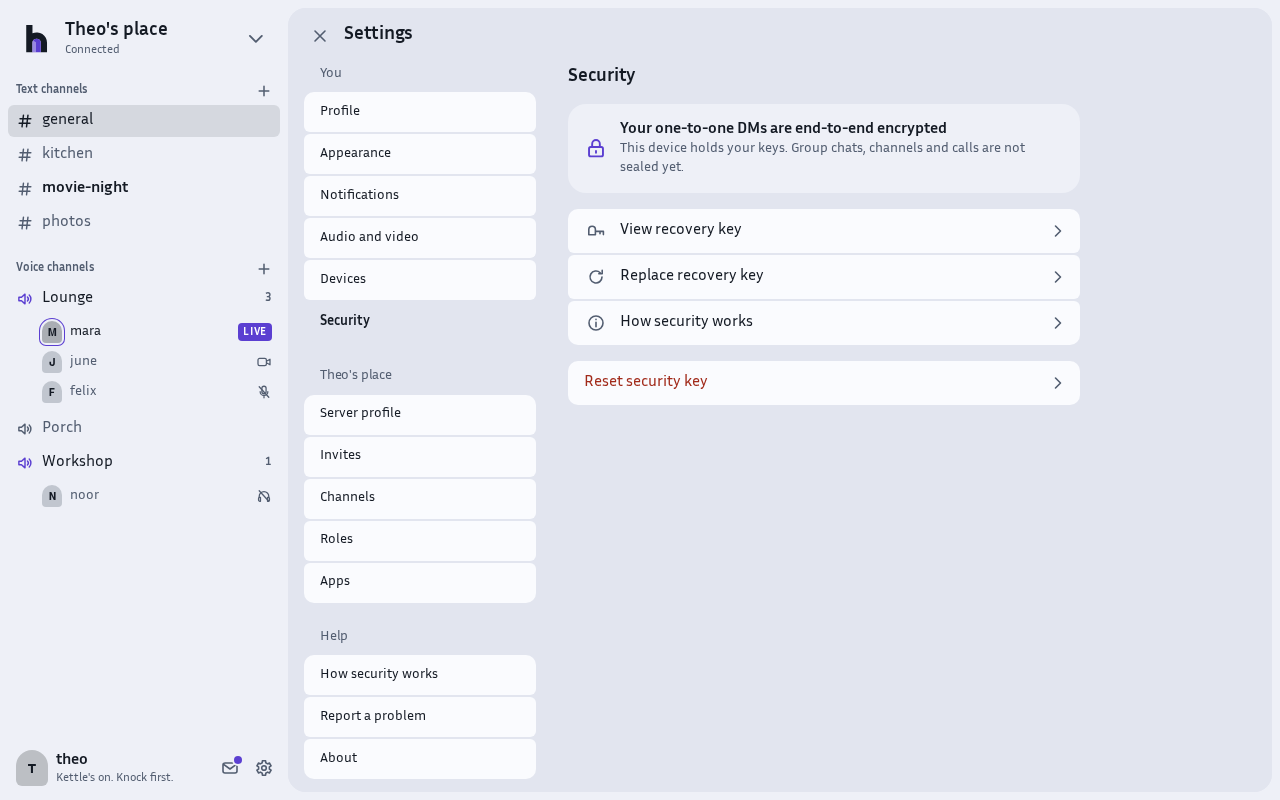 Theo's place
Connected
Text channels
general
kitchen
movie-night
photos
Voice channels
Lounge
3
M
mara
LIVE
J
june
F
felix
Porch
Workshop
1
N
noor
T
theo
Kettle's on. Knock first.
Settings
You
Profile
Appearance
Notifications
Audio and video
Devices
Security
Theo's place
Server profile
Invites
Channels
Roles
Apps
Help
How security works
Report a problem
About
Security
Your one-to-one DMs are end-to-end encrypted
This device holds your keys. Group chats, channels and calls are not
sealed yet.
View recovery key
Replace recovery key
How security works
Reset security key